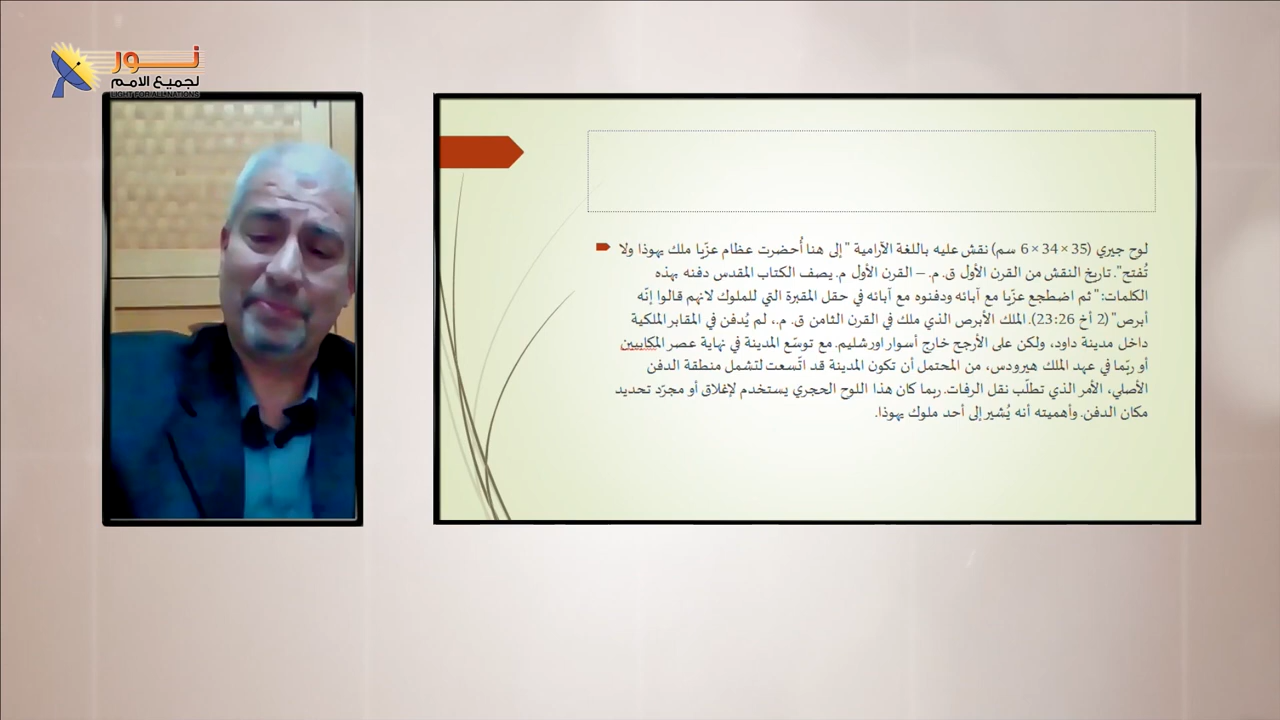 نور
لجميع الامم
LIGHT FOR ALL NATIONS
لوح جيري (35 × 34 × 6 سم) نقش عليه باللغة الآرامية "إلى هنا أُحضرت عظام عزّيا ملك يهوذا ولا
تُفتح". تاريخ النقش من القرن الأول ق. م. – القرن الأول م. يصف الكتاب المقدس دفنه بهذه
الكلمات: "ثم اضطجع عزّيا مع آبائه ودفنوه مع آبائه في حقل المقبرة التي للملوك لانهم قالوا إنّه
أبرص" (2 أخ 23:26). الملك الأبرص الذي ملك في القرن الثامن ق. م.، لم يُدفن في المقابر الملكية
داخل مدينة داود، ولكن على الأرجح خارج أسوار اورشليم. مع توسّع المدينة في نهاية عصر المكابيين
أو ربّما في عهد الملك هيرودس، من المحتمل أن تكون المدينة قد اتّسعت لتشمل منطقة الدفن
الأصلي، الأمر الذي تطلّب نقل الرفات. ربما كان هذا اللوح الحجري يستخدم لإغلاق أو مجرّد تحديد
مكان الدفن. وأهميته أنه يُشير إلى أحد ملوك يهوذا.